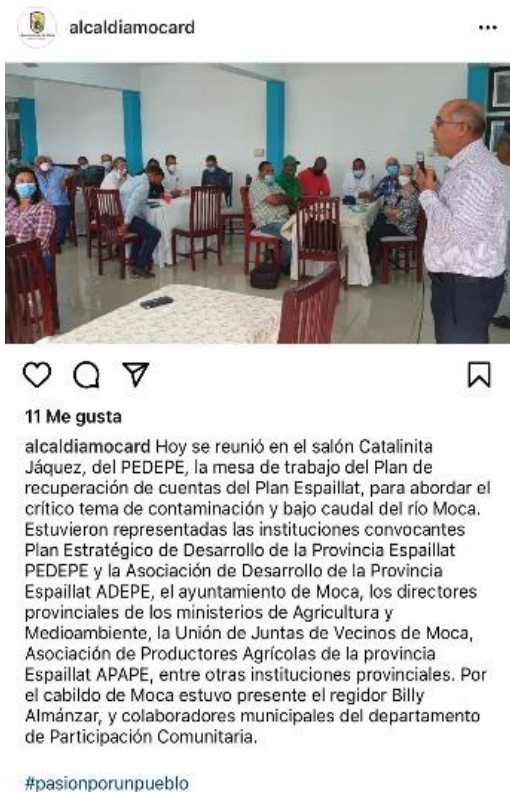 alcaldiamocard
11 Me gusta
alcaldiamocard Hoy se reunió en el salón Catalinita
Jáquez, del PEDEPE, la mesa de trabajo del Plan de
recuperación de cuentas del Plan Espaillat, para abordar el
crítico tema de contaminación y bajo caudal del río Moca.
Estuvieron representadas las instituciones convocantes
Plan Estratégico de Desarrollo de la Provincia Espaillat
PEDEPE y la Asociación de Desarrollo de la Provincia
Espaillat ADEPE, el ayuntamiento de Moca, los directores
provinciales de los ministerios de Agricultura y
Medioambiente, la Unión de Juntas de Vecinos de Moca,
Asociación de Productores Agrícolas de la provincia
Espaillat APAPE, entre otras instituciones provinciales. Por
el cabildo de Moca estuvo presente el regidor Billy
Almánzar, y colaboradores municipales del departamento
de Participación Comunitaria.
#pasionporunpueblo